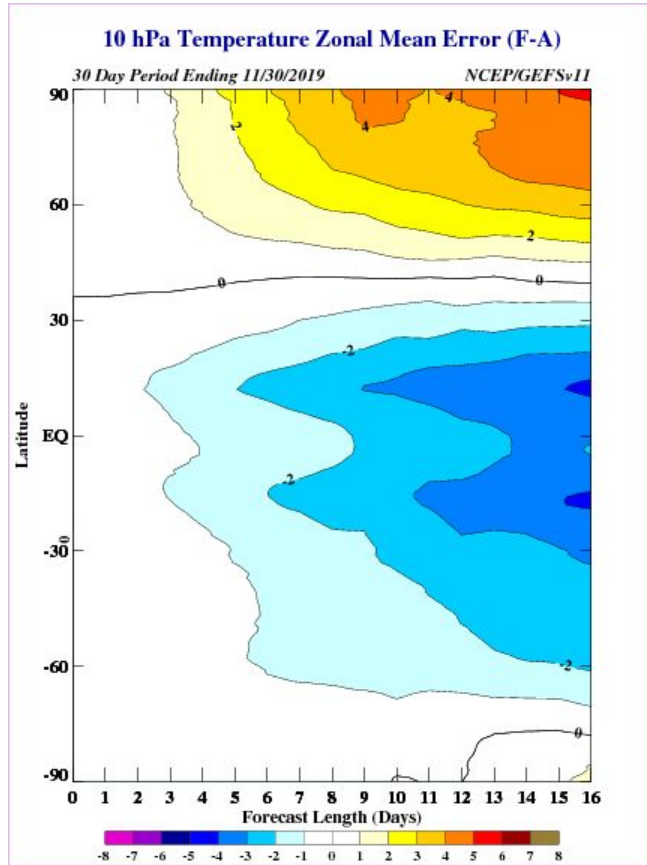 10 hPa Temperature Zonal Mean Error (F-A)
30 Day Period Ending 11/30/2019 NCEP/GEFSv11
90
60
30
EQ
-30
-60
-90
Latitude
2
4
4
2
0
0
-2
-2
-2
0
0 1 2 3 4 5 6 7 8 9 10 11 12 13 14 15 16
Forecast Length (Days)
-8 -7 -6 -5 -4 -3 -2 -1 0 1 2 3 4 5 6 7 8